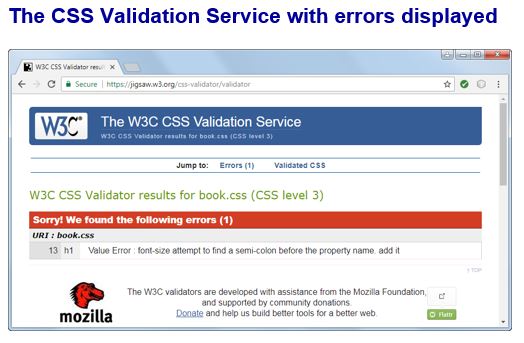 The CSS Validation Service with errors displayed
W3C CSS Validator resul
Secure https://jigsaw.w3.org/css-validator/validator
W3C The CSS Validation Service
W3C CSS Validator results for book.css (CSS level 3)
Jump to: Errors (1) Validated CSS
W3C CSS Validator results for book.css (CSS level 3)
Sorry! We found the following errors (1)
URI : book.css
13 h1 Value Error : font-size attempt to find a semi-colon before the property name. add it
↑ TOP
The W3C validators are developed with assistance from the Mozilla Foundation,
and supported by community donations.
Donate and help us build better tools for a better web.
mozilla
Flattr